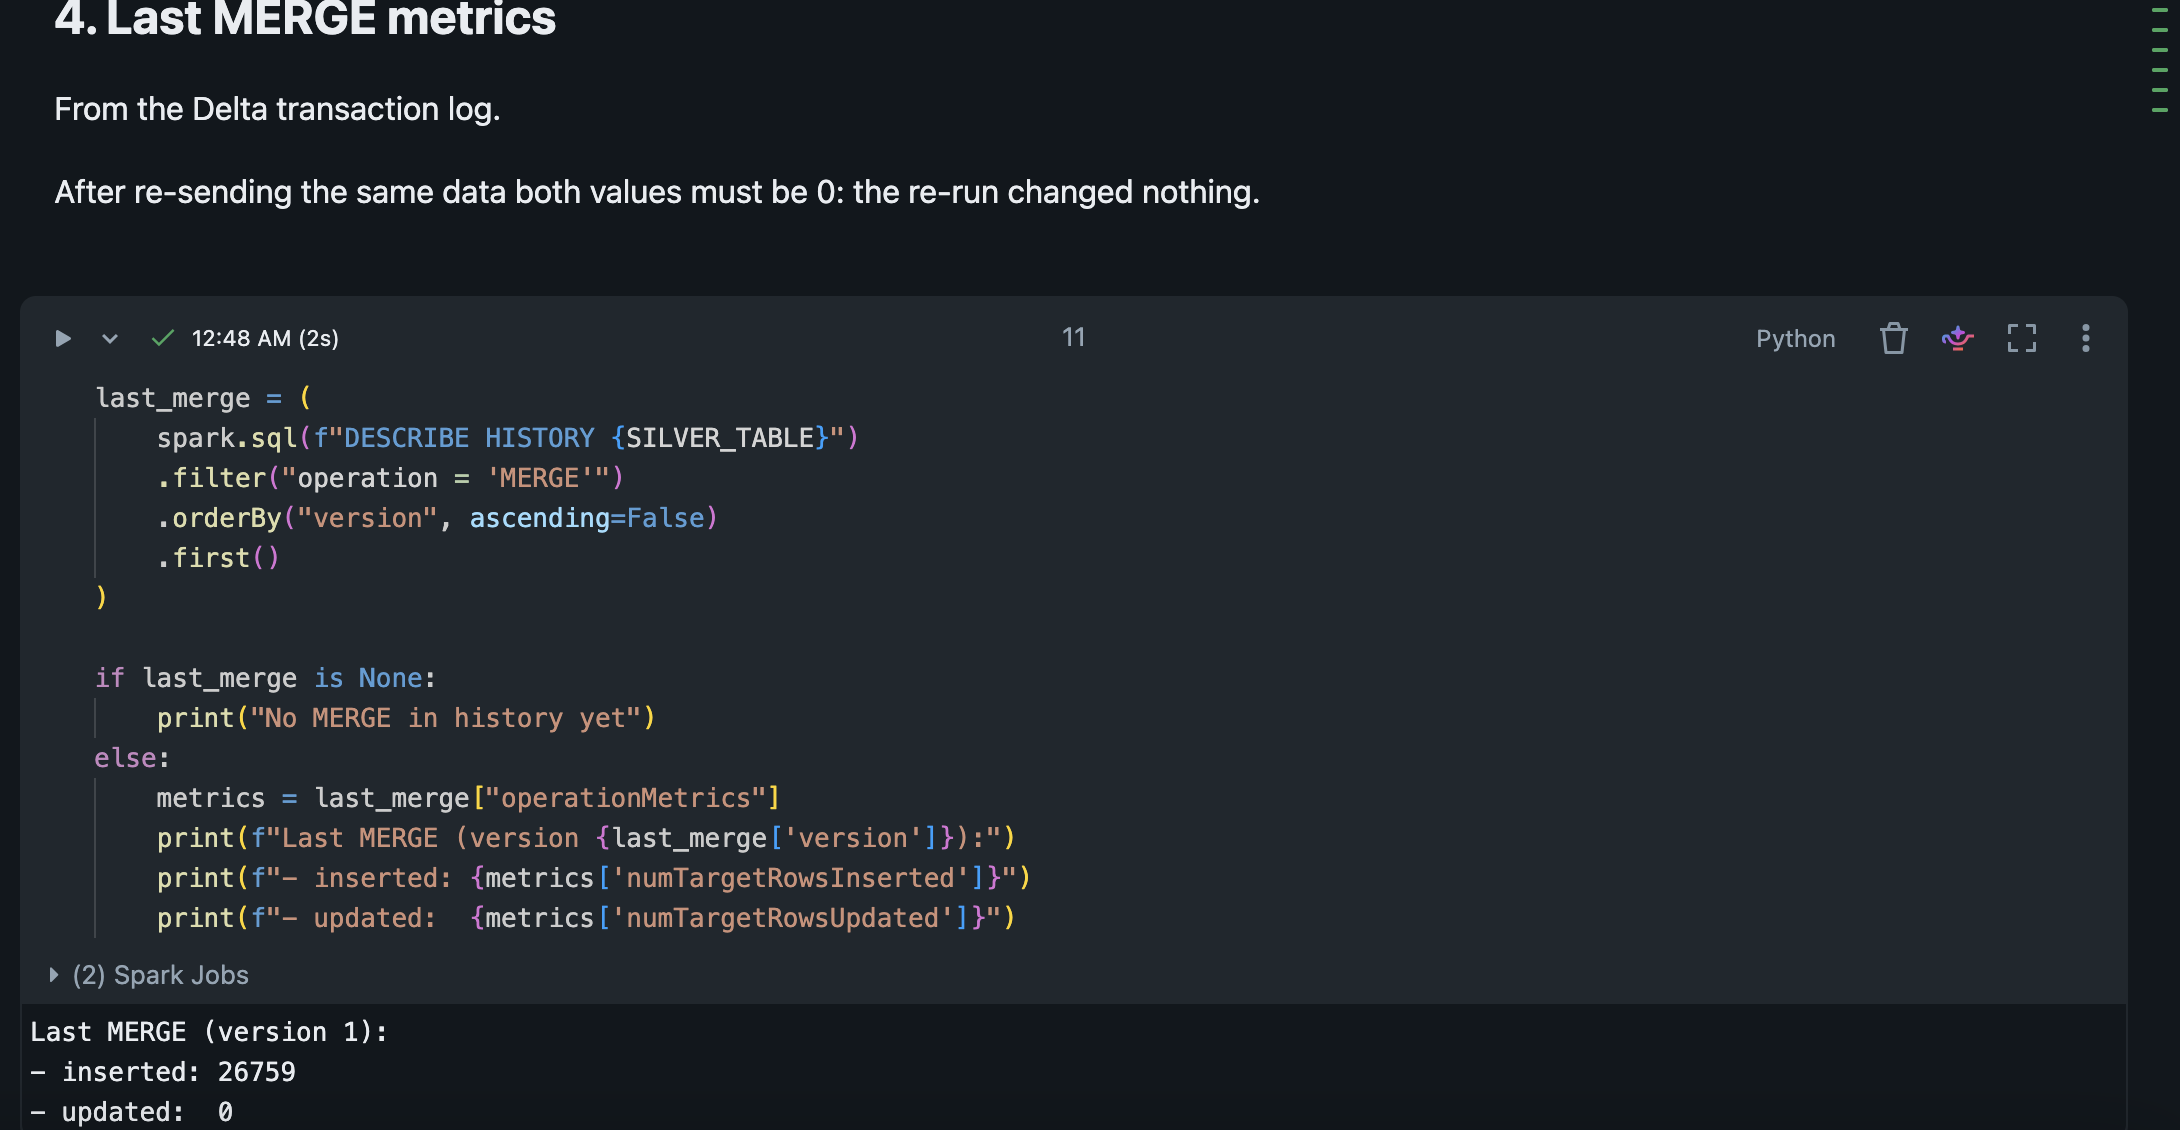 4. Last MERGE metrics
From the Delta transaction log.
After re-sending the same data both values must be 0: the re-run changed nothing.
12:48 AM (2s)
11
Python
last_merge = (
    spark.sql(f"DESCRIBE HISTORY {SILVER_TABLE}")
    .filter("operation = 'MERGE'")
    .orderBy("version", ascending=False)
    .first()
)
if last_merge is None:
    print("No MERGE in history yet")
else:
    metrics = last_merge["operationMetrics"]
    print(f"Last MERGE (version {last_merge['version']}):")
    print(f"- inserted: {metrics['numTargetRowsInserted']}")
    print(f"- updated:  {metrics['numTargetRowsUpdated']}")
(2) Spark Jobs
Last MERGE (version 1):
- inserted: 26759
- updated:  0